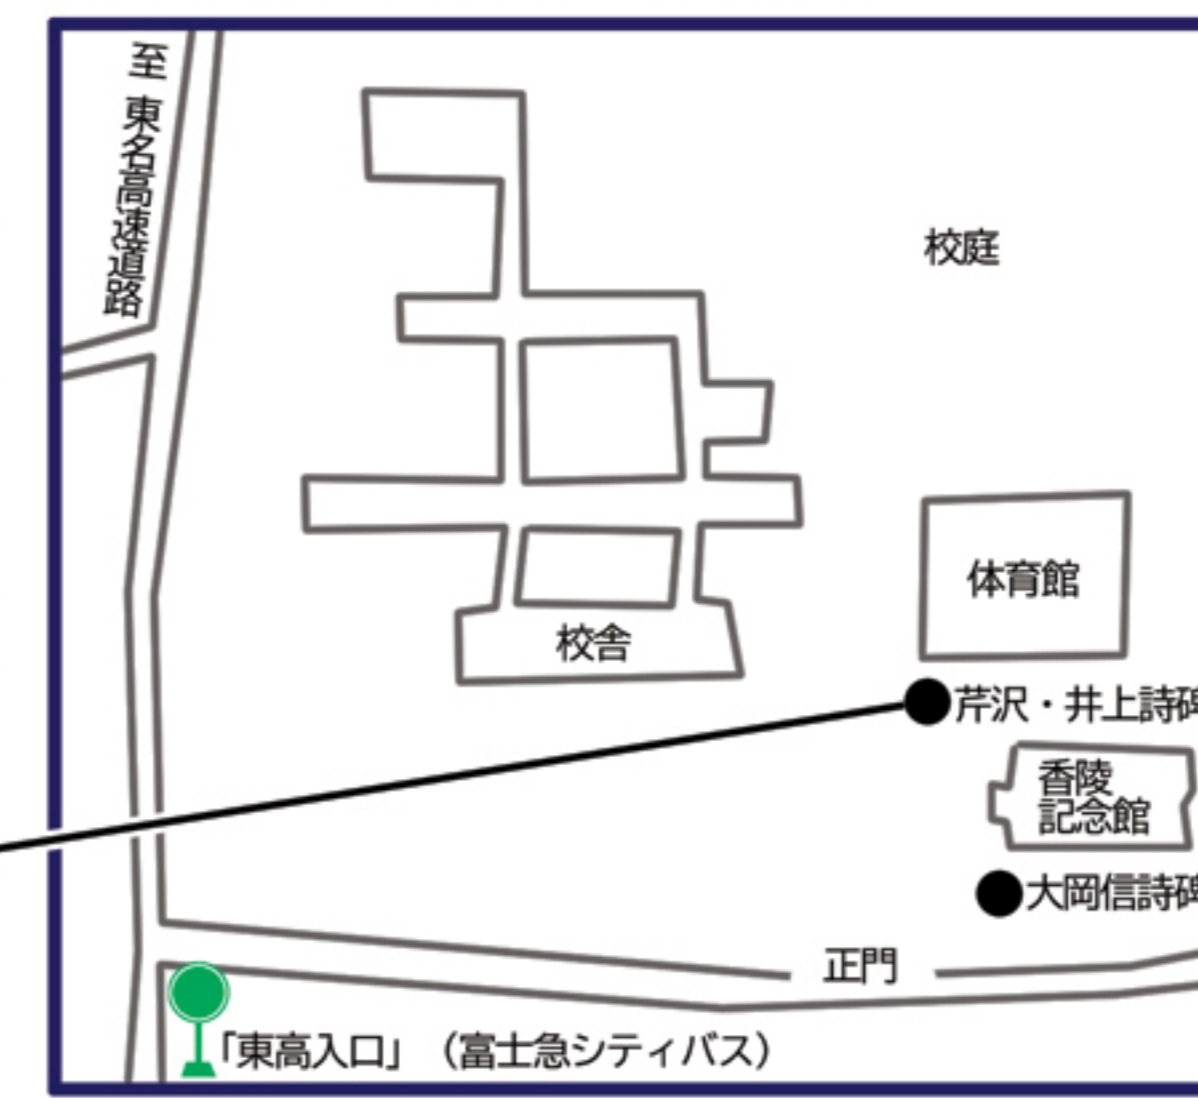 至 東名高速道路
校庭
体育館
校舎
芹沢・井上詩碑
香陵
記念館
大岡信詩碑
正門
「東高入口」（富士急シティバス）